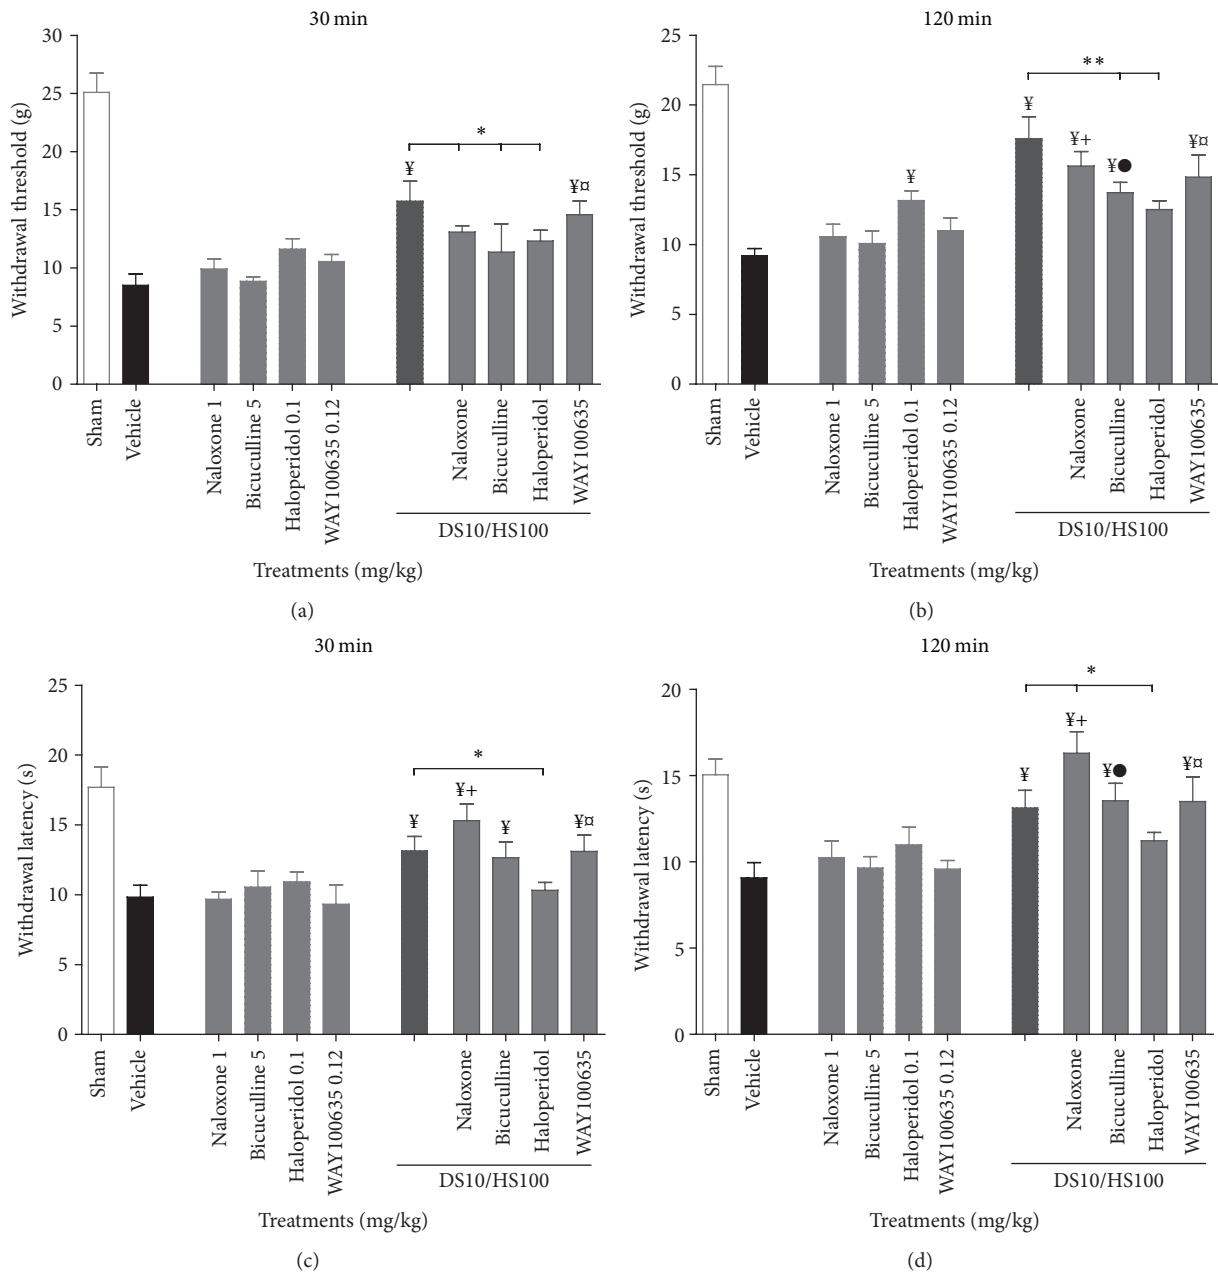 30 min
Withdrawal threshold (g)
30
25
20
15
10
5
0
*
¥
¥¤
Sham
Vehicle
Naloxone 1
Bicuculline 5
Haloperidol 0.1
WAY100635 0.12
Naloxone
Bicuculline
Haloperidol
WAY100635
DS10/HS100
Treatments (mg/kg)
(a)
120 min
Withdrawal threshold (g)
25
20
15
10
5
0
**
¥
¥
¥+
¥●
¥¤
Sham
Vehicle
Naloxone 1
Bicuculline 5
Haloperidol 0.1
WAY100635 0.12
Naloxone
Bicuculline
Haloperidol
WAY100635
DS10/HS100
Treatments (mg/kg)
(b)
30 min
Withdrawal latency (s)
25
20
15
10
5
0
*
¥
¥+
¥
¥¤
Sham
Vehicle
Naloxone 1
Bicuculline 5
Haloperidol 0.1
WAY100635 0.12
Naloxone
Bicuculline
Haloperidol
WAY100635
DS10/HS100
Treatments (mg/kg)
(c)
120 min
Withdrawal latency (s)
20
15
10
5
0
*
¥
¥+
¥●
¥¤
Sham
Vehicle
Naloxone 1
Bicuculline 5
Haloperidol 0.1
WAY100635 0.12
Naloxone
Bicuculline
Haloperidol
WAY100635
DS10/HS100
Treatments (mg/kg)
(d)